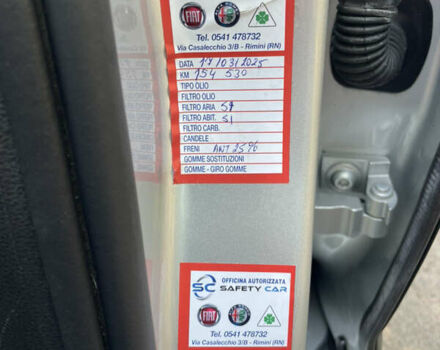 FIAT
Tel. 0541 478732
Via Casalecchio 3/B - Rimini (RN)
DATA 17/03/2025
KM 154 530
TIPO OLIO
FILTRO OLIO
FILTRO ARIA SI
FILTRO ABIT. SI
FILTRO CARB.
CANDELE
FRENI ANT 25%
GOMME SOSTITUZIONI
GOMME - GIRO GOMME
OFFICINA AUTORIZZATA
SC SAFETY CAR
FIAT
Tel. 0541 478732
Via Casalecchio 3/B - Rimini (RN)